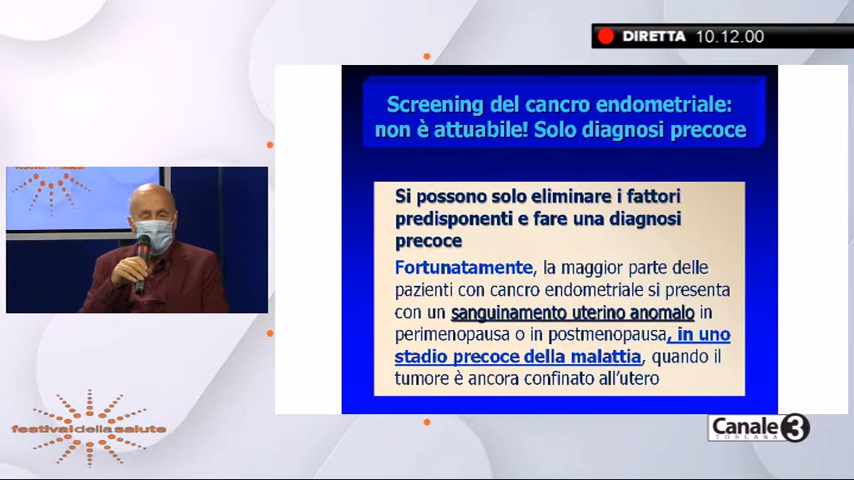 DIRETTA 10.12.00
Screening del cancro endometriale:
non è attuabile! Solo diagnosi precoce
Si possono solo eliminare i fattori
predisponenti e fare una diagnosi
precoce
Fortunatamente, la maggior parte delle
pazienti con cancro endometriale si presenta
con un sanguinamento uterino anomalo in
perimenopausa o in postmenopausa, in uno
stadio precoce della malattia, quando il
tumore è ancora confinato all'utero
festivaldellasalute
Canale 3
TOSCANA